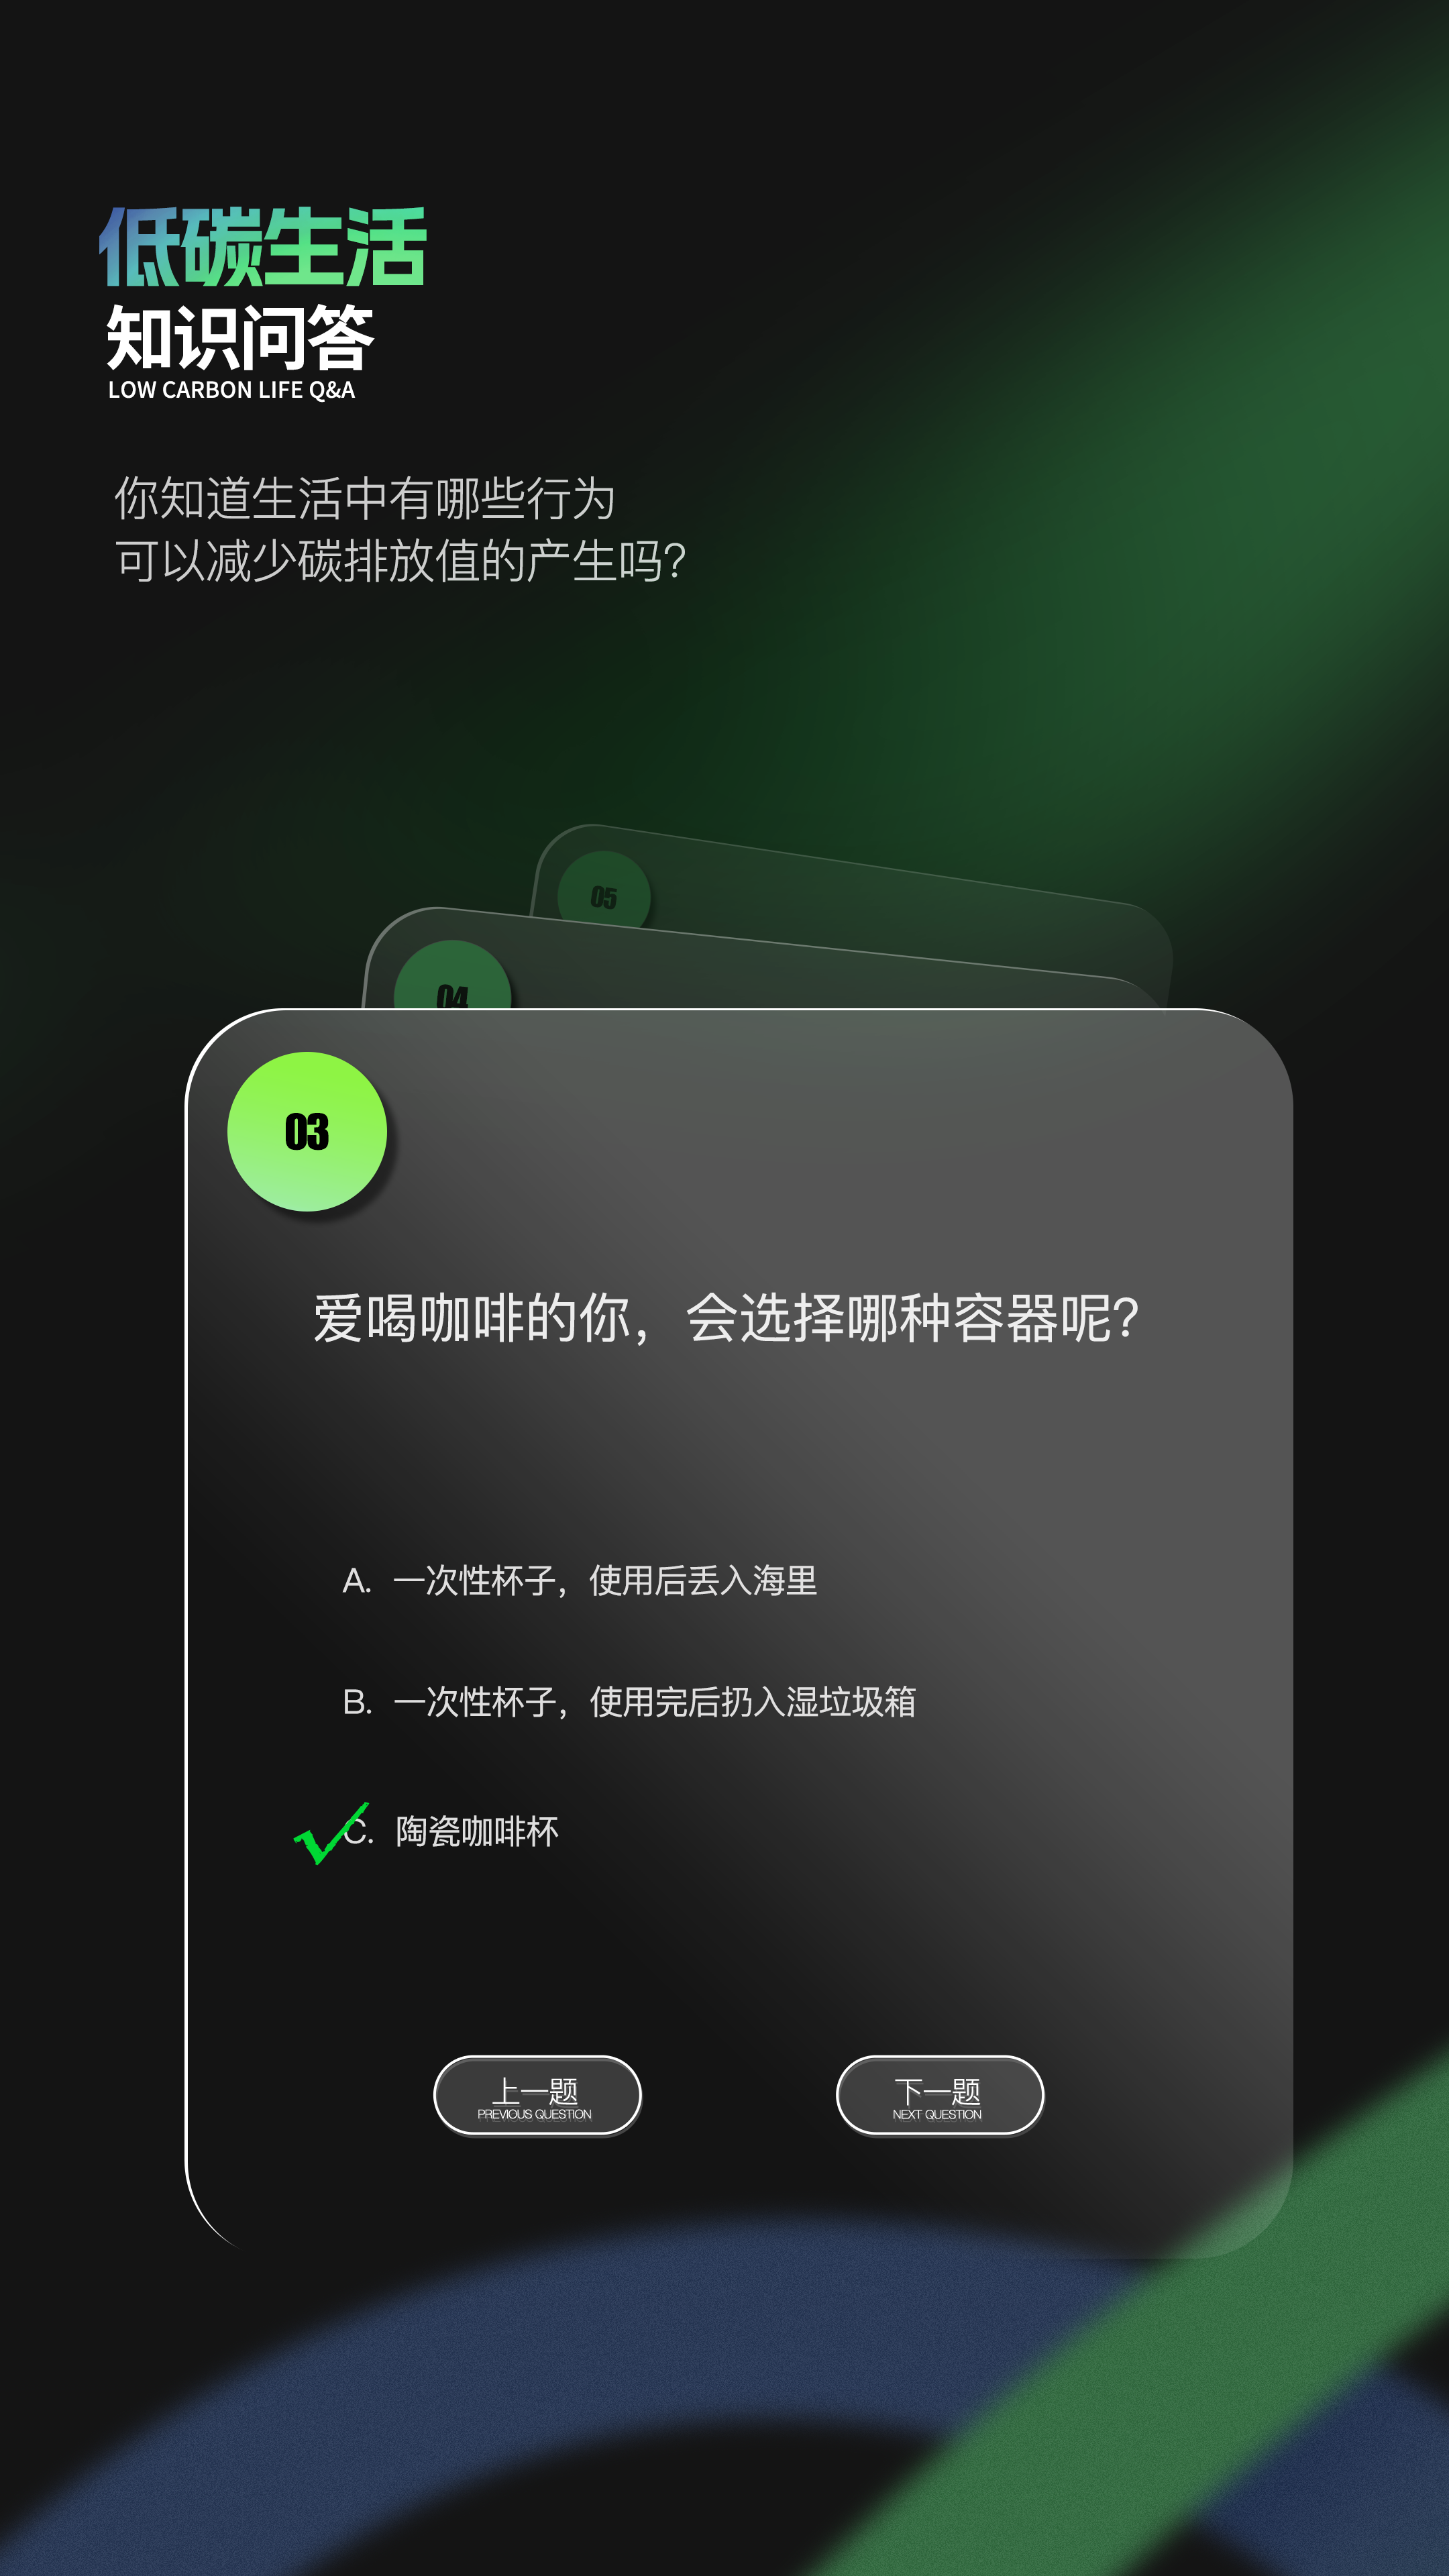 低碳生活
知识问答
LOW CARBON LIFE Q&A
你知道生活中有哪些行为
可以减少碳排放值的产生吗?
05
04
03
爱喝咖啡的你，会选择哪种容器呢?
A. 一次性杯子，使用后丢入海里
B. 一次性杯子，使用完后扔入湿垃圾箱
C. 陶瓷咖啡杯
上一题 下一题
PREVIOUS QUESTION NEXT QUESTION